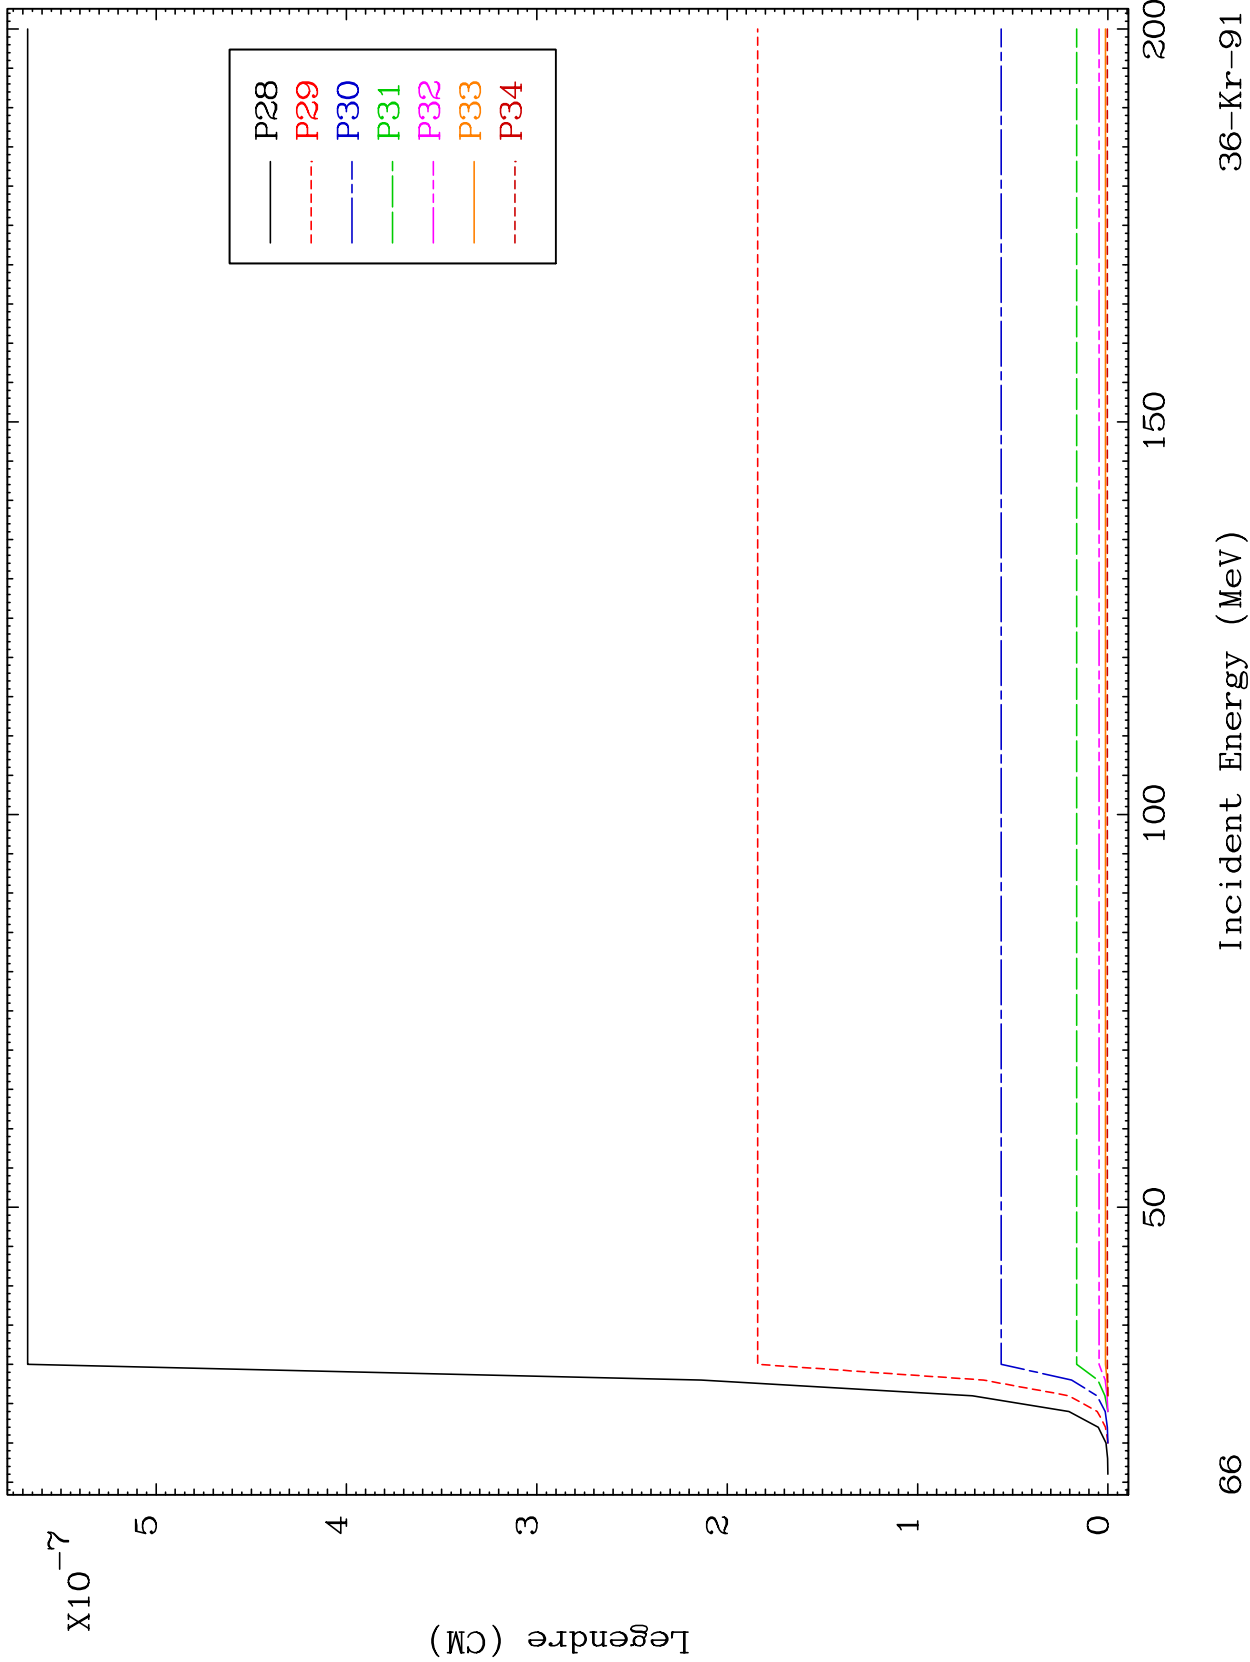 X10-7
5
4
3
2
1
0
Legendre (CM)
P28
P29
P30
P31
P32
P33
P34
50
100
150
200
Incident Energy (MeV)
66
36-Kr-91